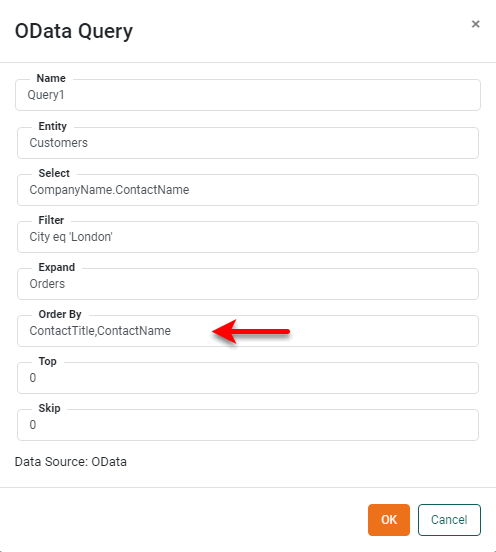 OData Query
×
Name
Query1
Entity
Customers
Select
CompanyName.ContactName
Filter
City eq 'London'
Expand
Orders
Order By
ContactTitle,ContactName
Top
0
Skip
0
Data Source: OData
OK
Cancel